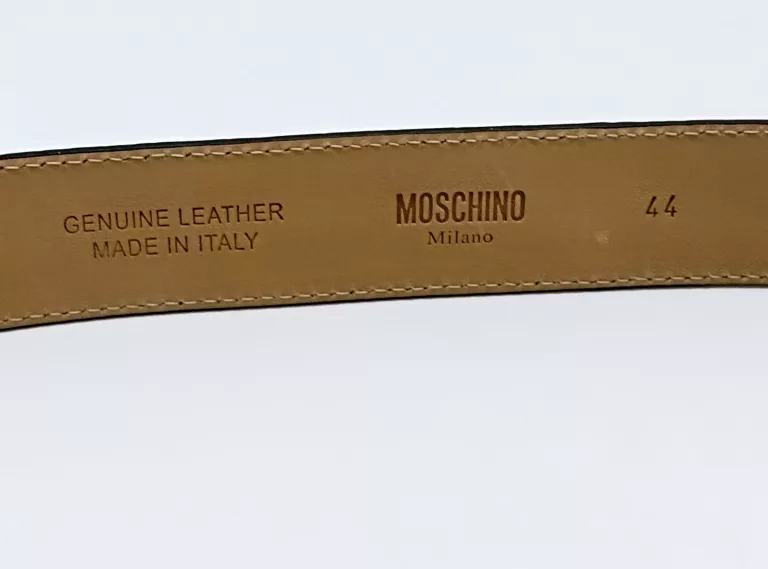 GENUINE LEATHER
MADE IN ITALY
MOSCHINO
Milano
44